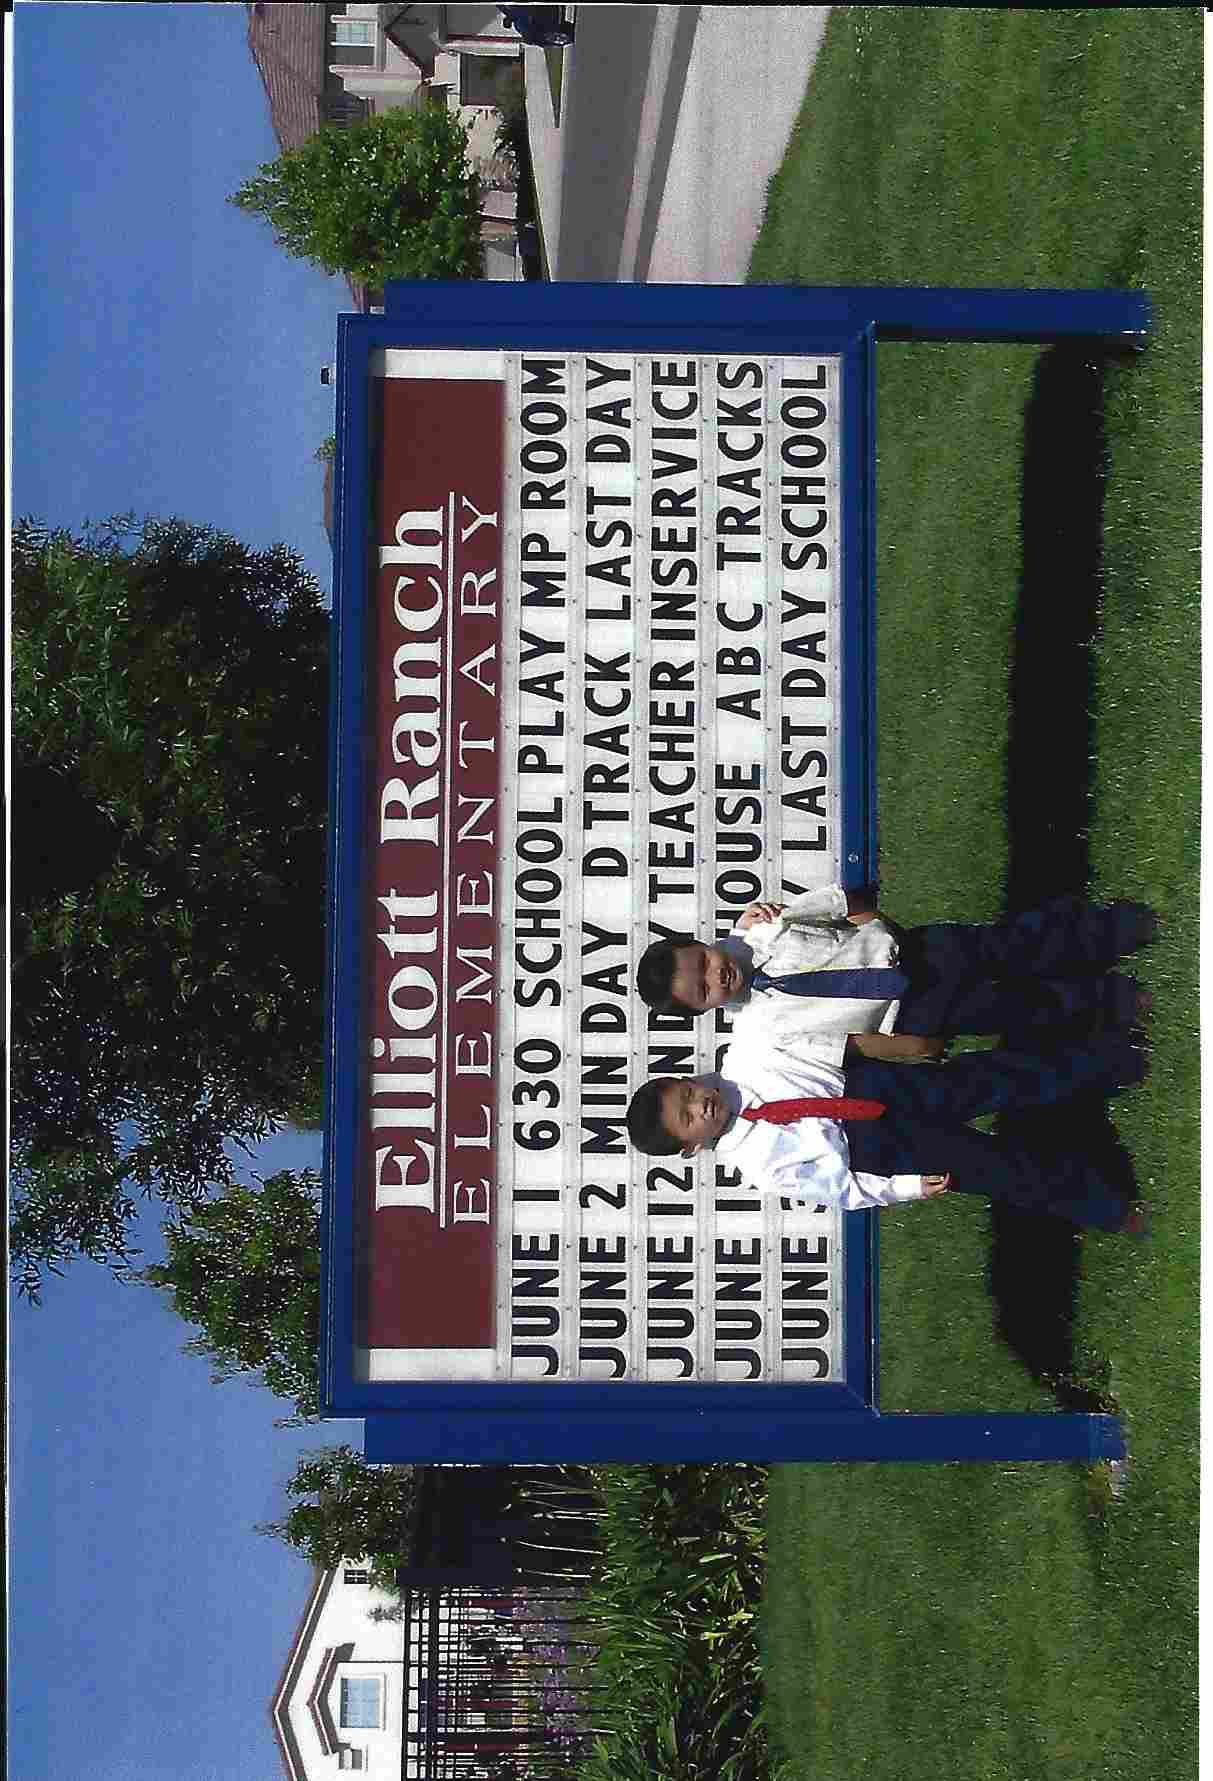 Elliott Ranch
ELEMENTARY
JUNE 1 630 SCHOOL PLAY MP ROOM
JUNE 2 MIN DAY D TRACK LAST DAY
JUNE 12 TEACHER INSERVICE
JUNE 15 HOUSE ABC TRACKS
JUNE LAST DAY SCHOOL